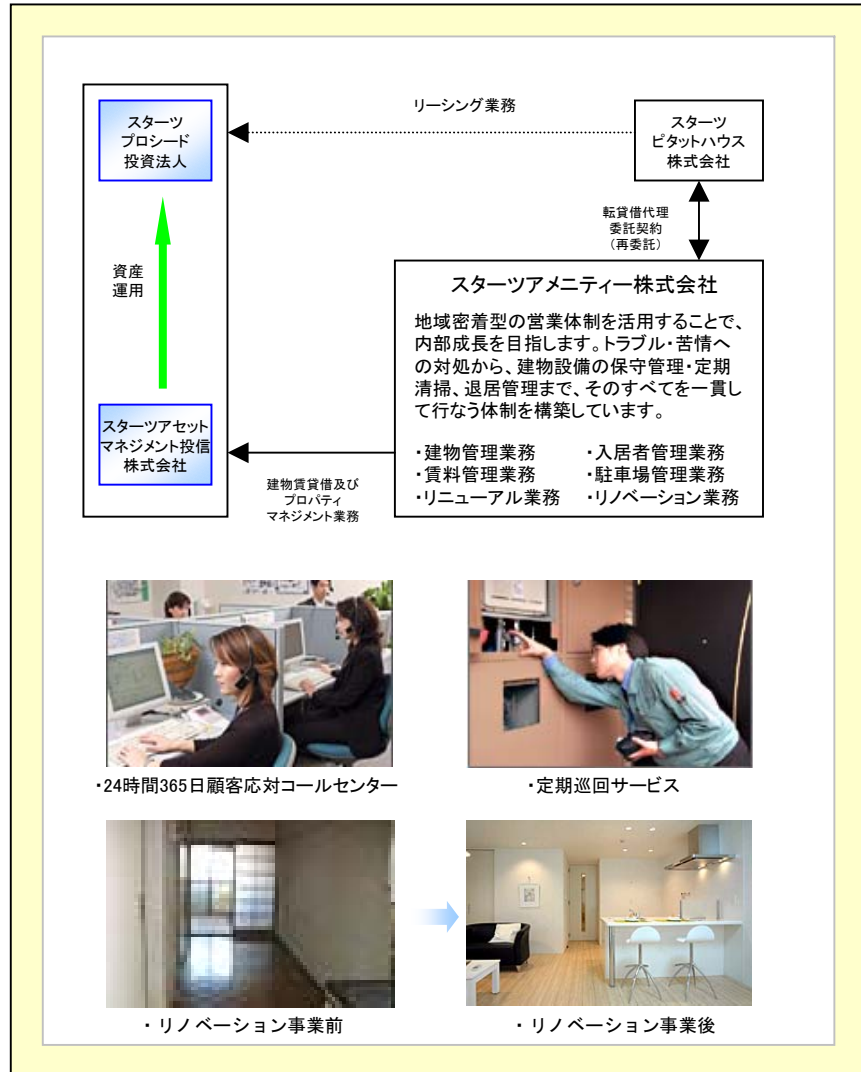 リーシング業務
スターツ
プロシード
投資法人
スターツ
ピタットハウス
株式会社
転貸借代理
委託契約
（再委託）
資産
運用
スターツアメニティー株式会社
地域密着型の営業体制を活用することで、
内部成長を目指します。トラブル・苦情へ
の対処から、建物設備の保守管理・定期
清掃、退居管理まで、そのすべてを一貫し
て行なう体制を構築しています。
・建物管理業務 ・入居者管理業務
・賃料管理業務 ・駐車場管理業務
・リニューアル業務 ・リノベーション業務
スターツアセット
マネジメント投信
株式会社
建物賃貸借及び
プロパティ
マネジメント業務
・24時間365日顧客応対コールセンター
・定期巡回サービス
・リノベーション事業前
・リノベーション事業後